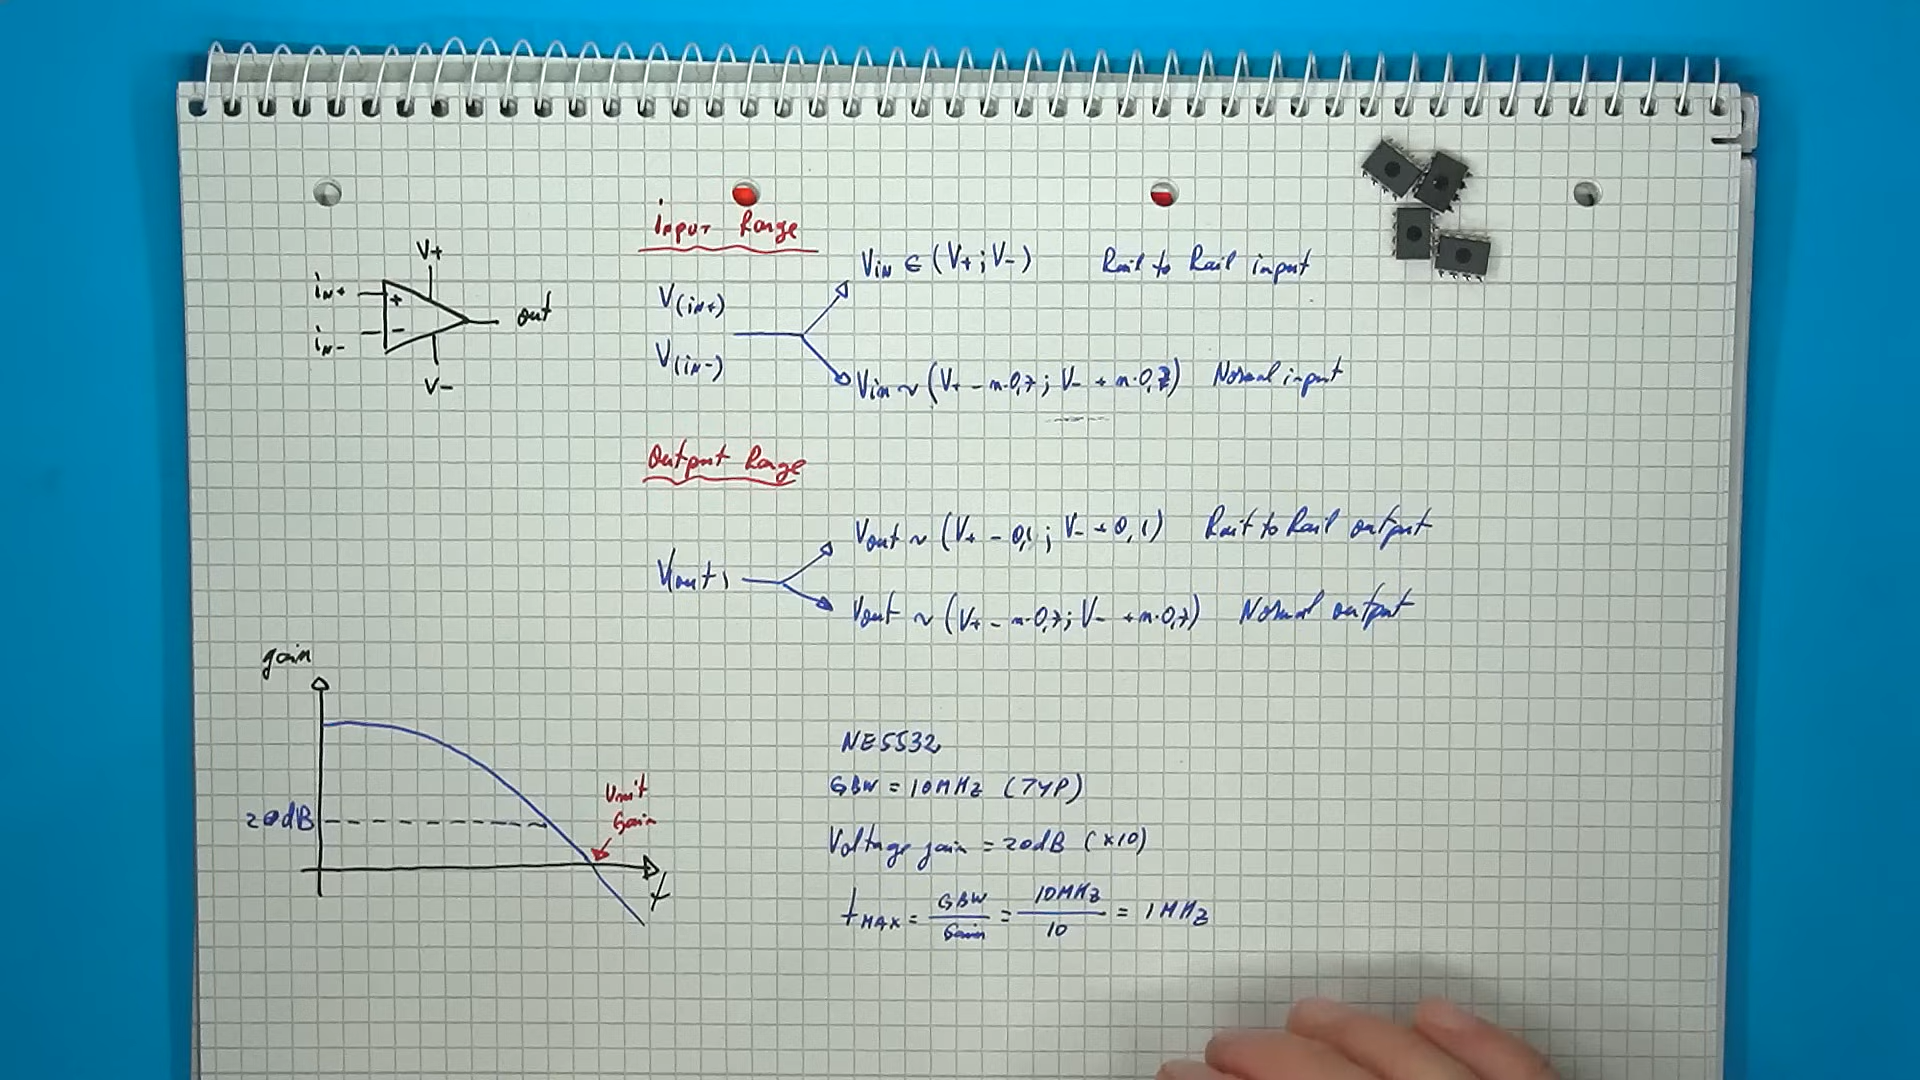 Input Range
V+
iN+
+
-
iN-
out
V-
V(iN+)
V(iN-)
Vin ∈ (V+ ; V-) Rail to Rail input
Vin ~ (V+ - n·0,7 ; V- + n·0,7) Normal input
Output Range
V(out)
Vout ~ (V+ - 0,1 ; V- + 0,1) Rail to Rail output
Vout ~ (V+ - n·0,7 ; V- + n·0,7) Normal output
gain
20dB
Unit
Gain
f
NE5532
GBW = 10MHz (TYP)
Voltage gain = 20dB (×10)
fMAX = GBW / Gain = 10MHz / 10 = 1MHz